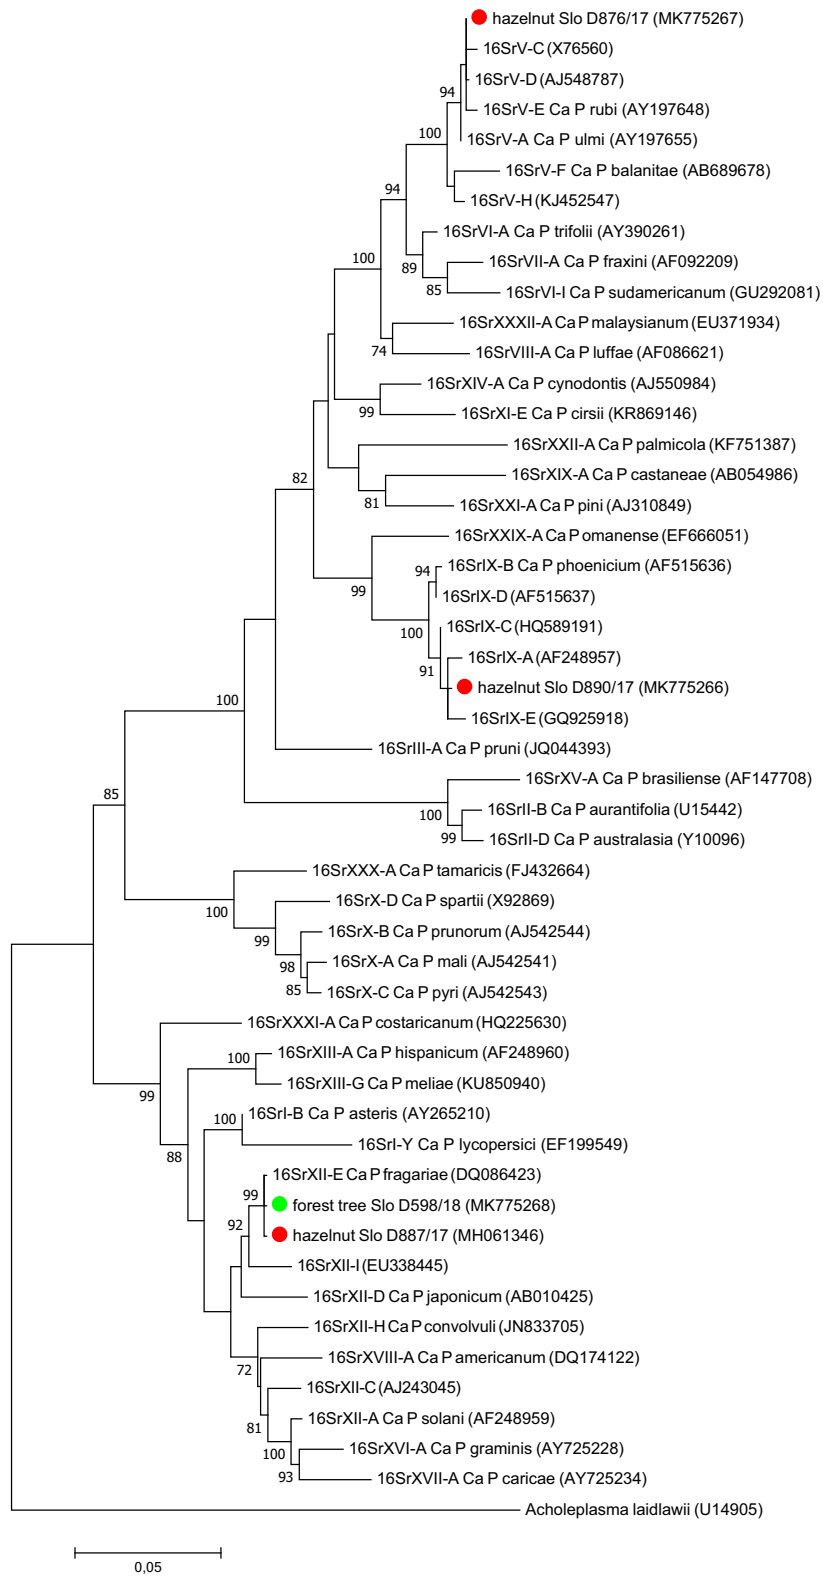 hazelnut Slo D876/17 (MK775267)
16SrV-C (X76560)
16SrV-D (AJ548787)
94
16SrV-E Ca P rubi (AY197648)
100
16SrV-A Ca P ulmi (AY197655)
16SrV-F Ca P balanitae (AB689678)
94
16SrV-H (KJ452547)
16SrVI-A Ca P trifolii (AY390261)
100
89
16SrVII-A Ca P fraxini (AF092209)
85
16SrVI-I Ca P sudamericanum (GU292081)
16SrXXXII-A Ca P malaysianum (EU371934)
74
16SrVIII-A Ca P luffae (AF086621)
16SrXIV-A Ca P cynodontis (AJ550984)
99
16SrXI-E Ca P cirsii (KR869146)
16SrXXII-A Ca P palmicola (KF751387)
82
16SrXIX-A Ca P castaneae (AB054986)
81
16SrXXI-A Ca P pini (AJ310849)
16SrXXIX-A Ca P omanense (EF666051)
94
16SrIX-B Ca P phoenicium (AF515636)
99
16SrIX-D (AF515637)
100
16SrIX-C (HQ589191)
91
16SrIX-A (AF248957)
hazelnut Slo D890/17 (MK775266)
100
16SrIX-E (GQ925918)
16SrIII-A Ca P pruni (JQ044393)
16SrXV-A Ca P brasiliense (AF147708)
85
100
16SrII-B Ca P aurantifolia (U15442)
99
16SrII-D Ca P australasia (Y10096)
16SrXXX-A Ca P tamaricis (FJ432664)
100
16SrX-D Ca P spartii (X92869)
99
16SrX-B Ca P prunorum (AJ542544)
98
16SrX-A Ca P mali (AJ542541)
85
16SrX-C Ca P pyri (AJ542543)
16SrXXXI-A Ca P costaricanum (HQ225630)
100
16SrXIII-A Ca P hispanicum (AF248960)
99
16SrXIII-G Ca P meliae (KU850940)
100
16SrI-B Ca P asteris (AY265210)
88
16SrI-Y Ca P lycopersici (EF199549)
16SrXII-E Ca P fragariae (DQ086423)
99
forest tree Slo D598/18 (MK775268)
92
hazelnut Slo D887/17 (MH061346)
16SrXII-I (EU338445)
16SrXII-D Ca P japonicum (AB010425)
16SrXII-H Ca P convolvuli (JN833705)
72
16SrXVIII-A Ca P americanum (DQ174122)
16SrXII-C (AJ243045)
81
16SrXII-A Ca P solani (AF248959)
100
16SrXVI-A Ca P graminis (AY725228)
93
16SrXVII-A Ca P caricae (AY725234)
Acholeplasma laidlawii (U14905)
0,05